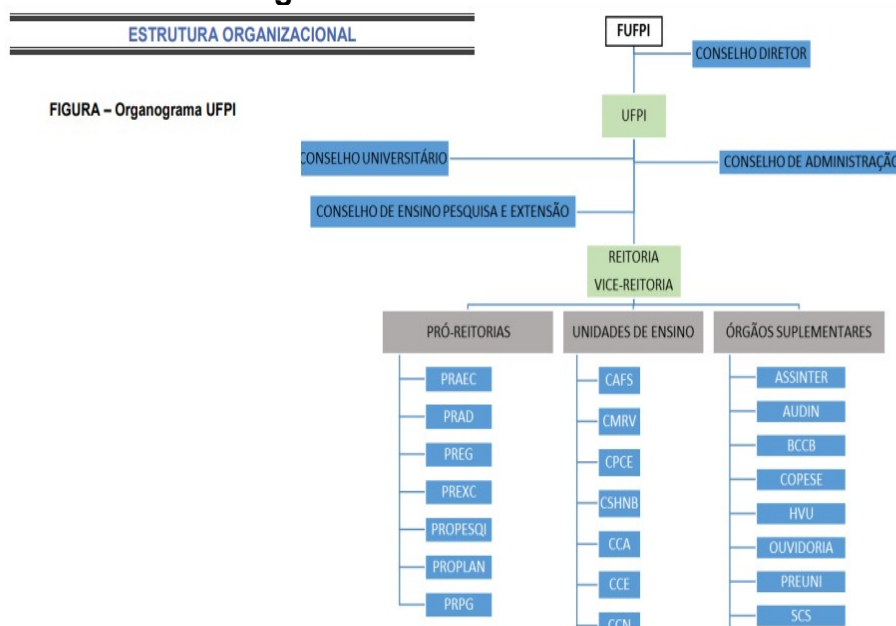 ESTRUTURA ORGANIZACIONAL
FIGURA – Organograma UFPI
FUFPI
CONSELHO DIRETOR
UFPI
CONSELHO UNIVERSITÁRIO
CONSELHO DE ADMINISTRAÇÃO
CONSELHO DE ENSINO PESQUISA E EXTENSÃO
REITORIA
VICE-REITORIA
PRÓ-REITORIAS
PRAEC
PRAD
PREG
PREXC
PROPESQI
PROPLAN
PRPG
UNIDADES DE ENSINO
CAFS
CMRV
CPCE
CSHNB
CCA
CCE
CCN
ÓRGÃOS SUPLEMENTARES
ASSINTER
AUDIN
BCCB
COPESE
HVU
OUVIDORIA
PREUNI
SCS